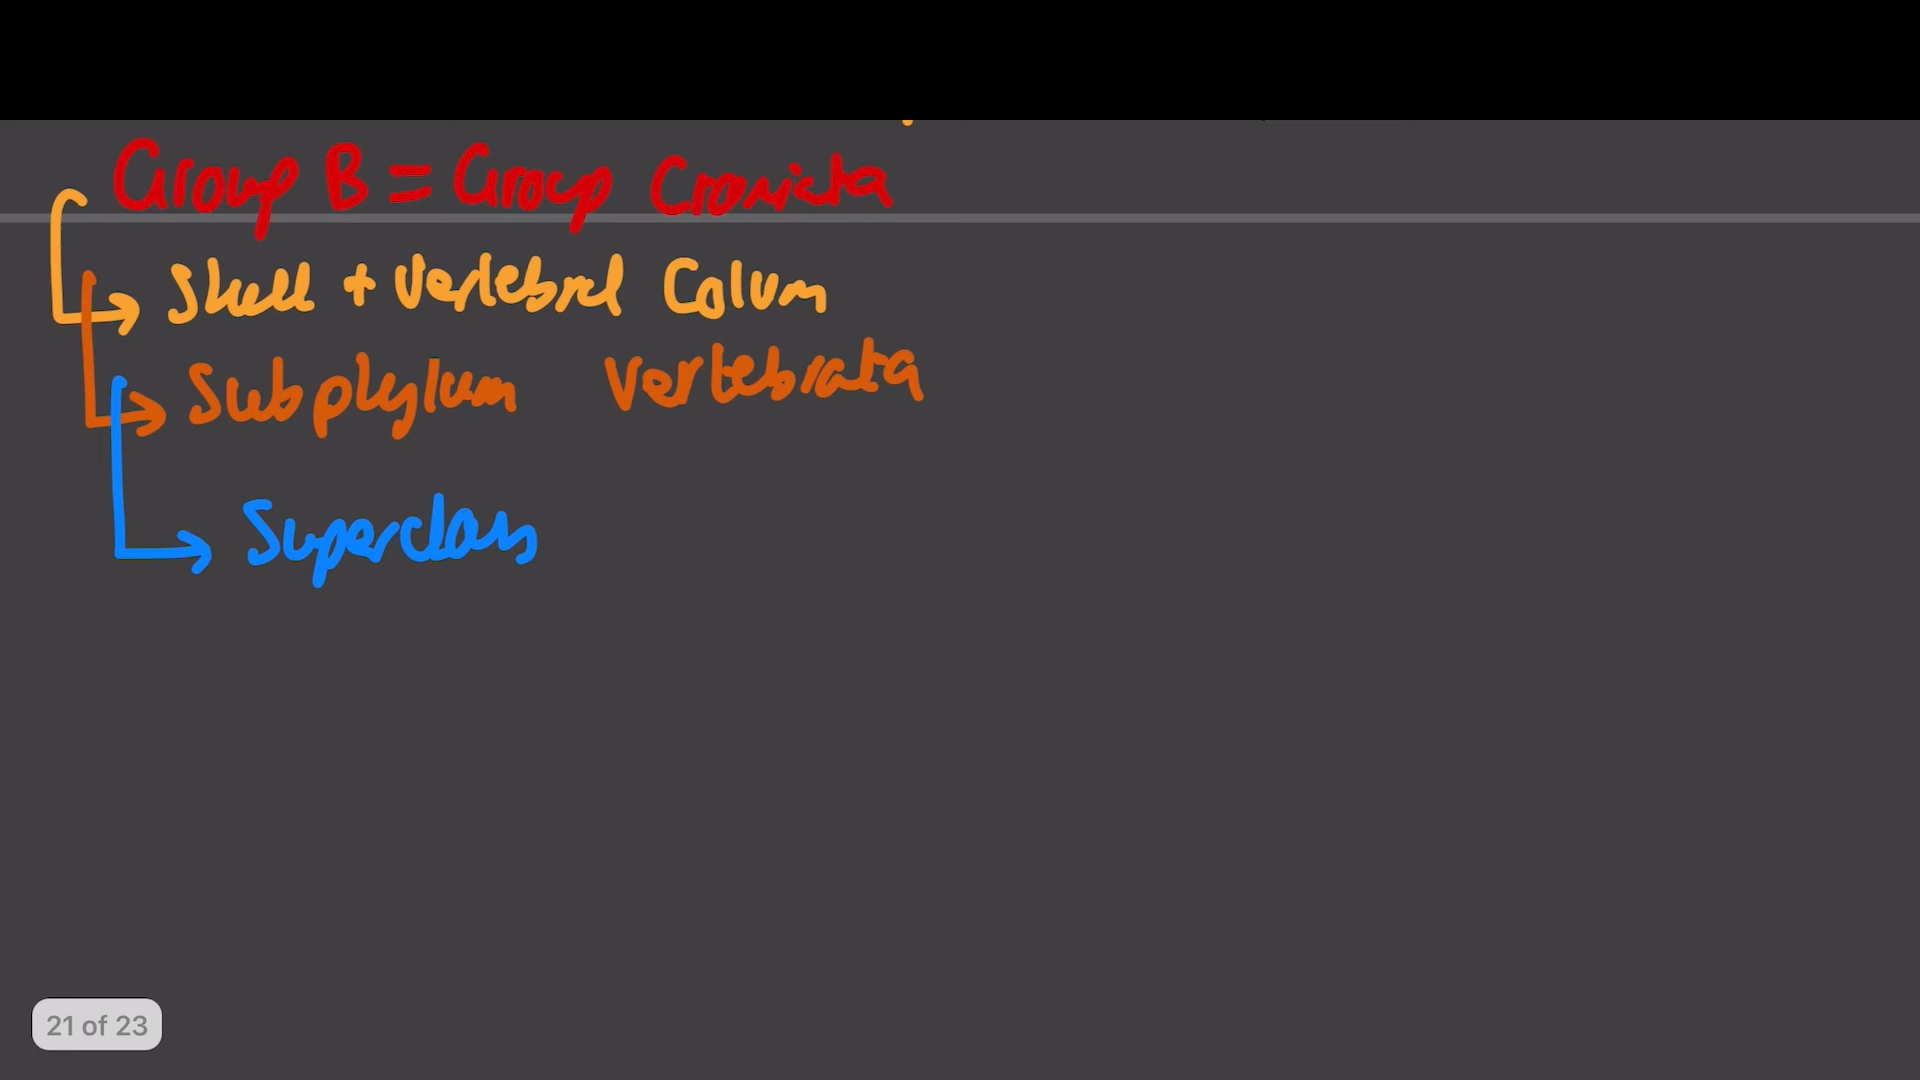 Group B = Group Craniata
Skull + Vertebral Colum
Subphylum Vertebrata
Superclass
21 of 23